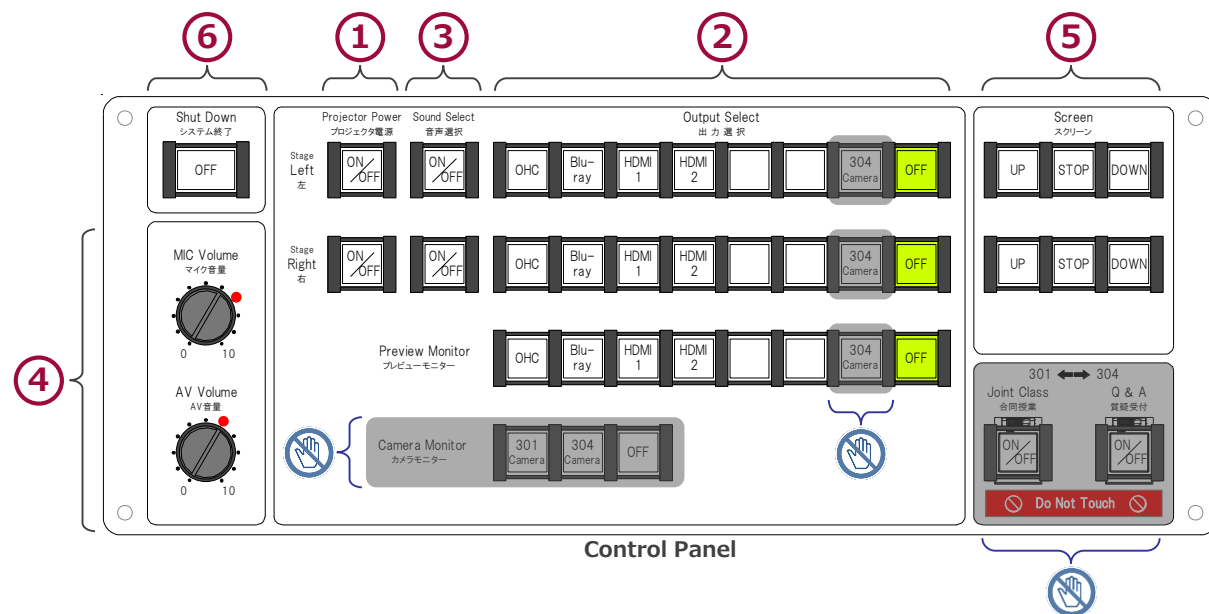 6
1
3
2
5
Shut Down
システム終了
OFF
Projector Power
プロジェクタ電源
Sound Select
音声選択
Output Select
出力選択
Screen
スクリーン
Stage
Left
左
ON/OFF
ON/OFF
OHC
Blu-
ray
HDMI
1
HDMI
2
304
Camera
OFF
UP
STOP
DOWN
Stage
Right
右
ON/OFF
ON/OFF
OHC
Blu-
ray
HDMI
1
HDMI
2
304
Camera
OFF
UP
STOP
DOWN
4
MIC Volume
マイク音量
0 10
AV Volume
AV音量
0 10
Preview Monitor
プレビューモニター
OHC
Blu-
ray
HDMI
1
HDMI
2
304
Camera
OFF
Camera Monitor
カメラモニター
301
Camera
304
Camera
OFF
301 304
Joint Class
合同授業
ON/OFF
Q & A
質疑受付
ON/OFF
Do Not Touch
Control Panel